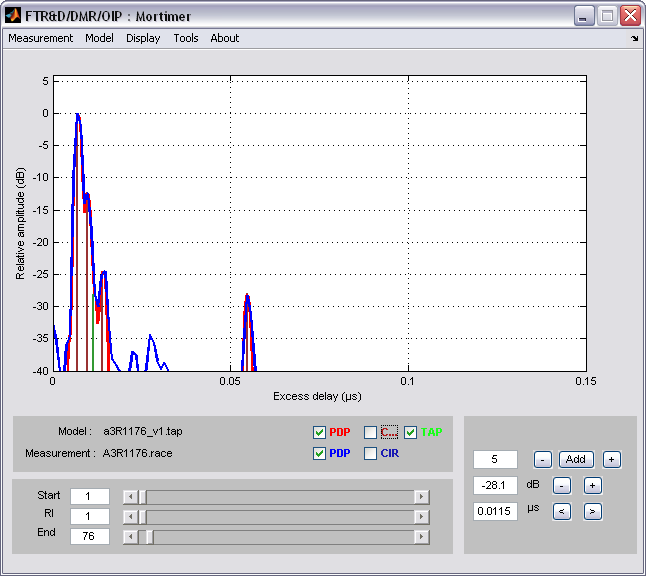 FTR&D/DMR/OIP : Mortimer
Measurement Model Display Tools About
5
0
-5
-10
-15
-20
-25
-30
-35
-40
Relative amplitude (dB)
0 0.05 0.1 0.15
Excess delay (µs)
Model : a3R1176_v1.tap PDP C... TAP
Measurement : A3R1176.race PDP CIR
Start 1
RI 1
End 76
5 - Add +
-28.1 dB - +
0.0115 µs < >